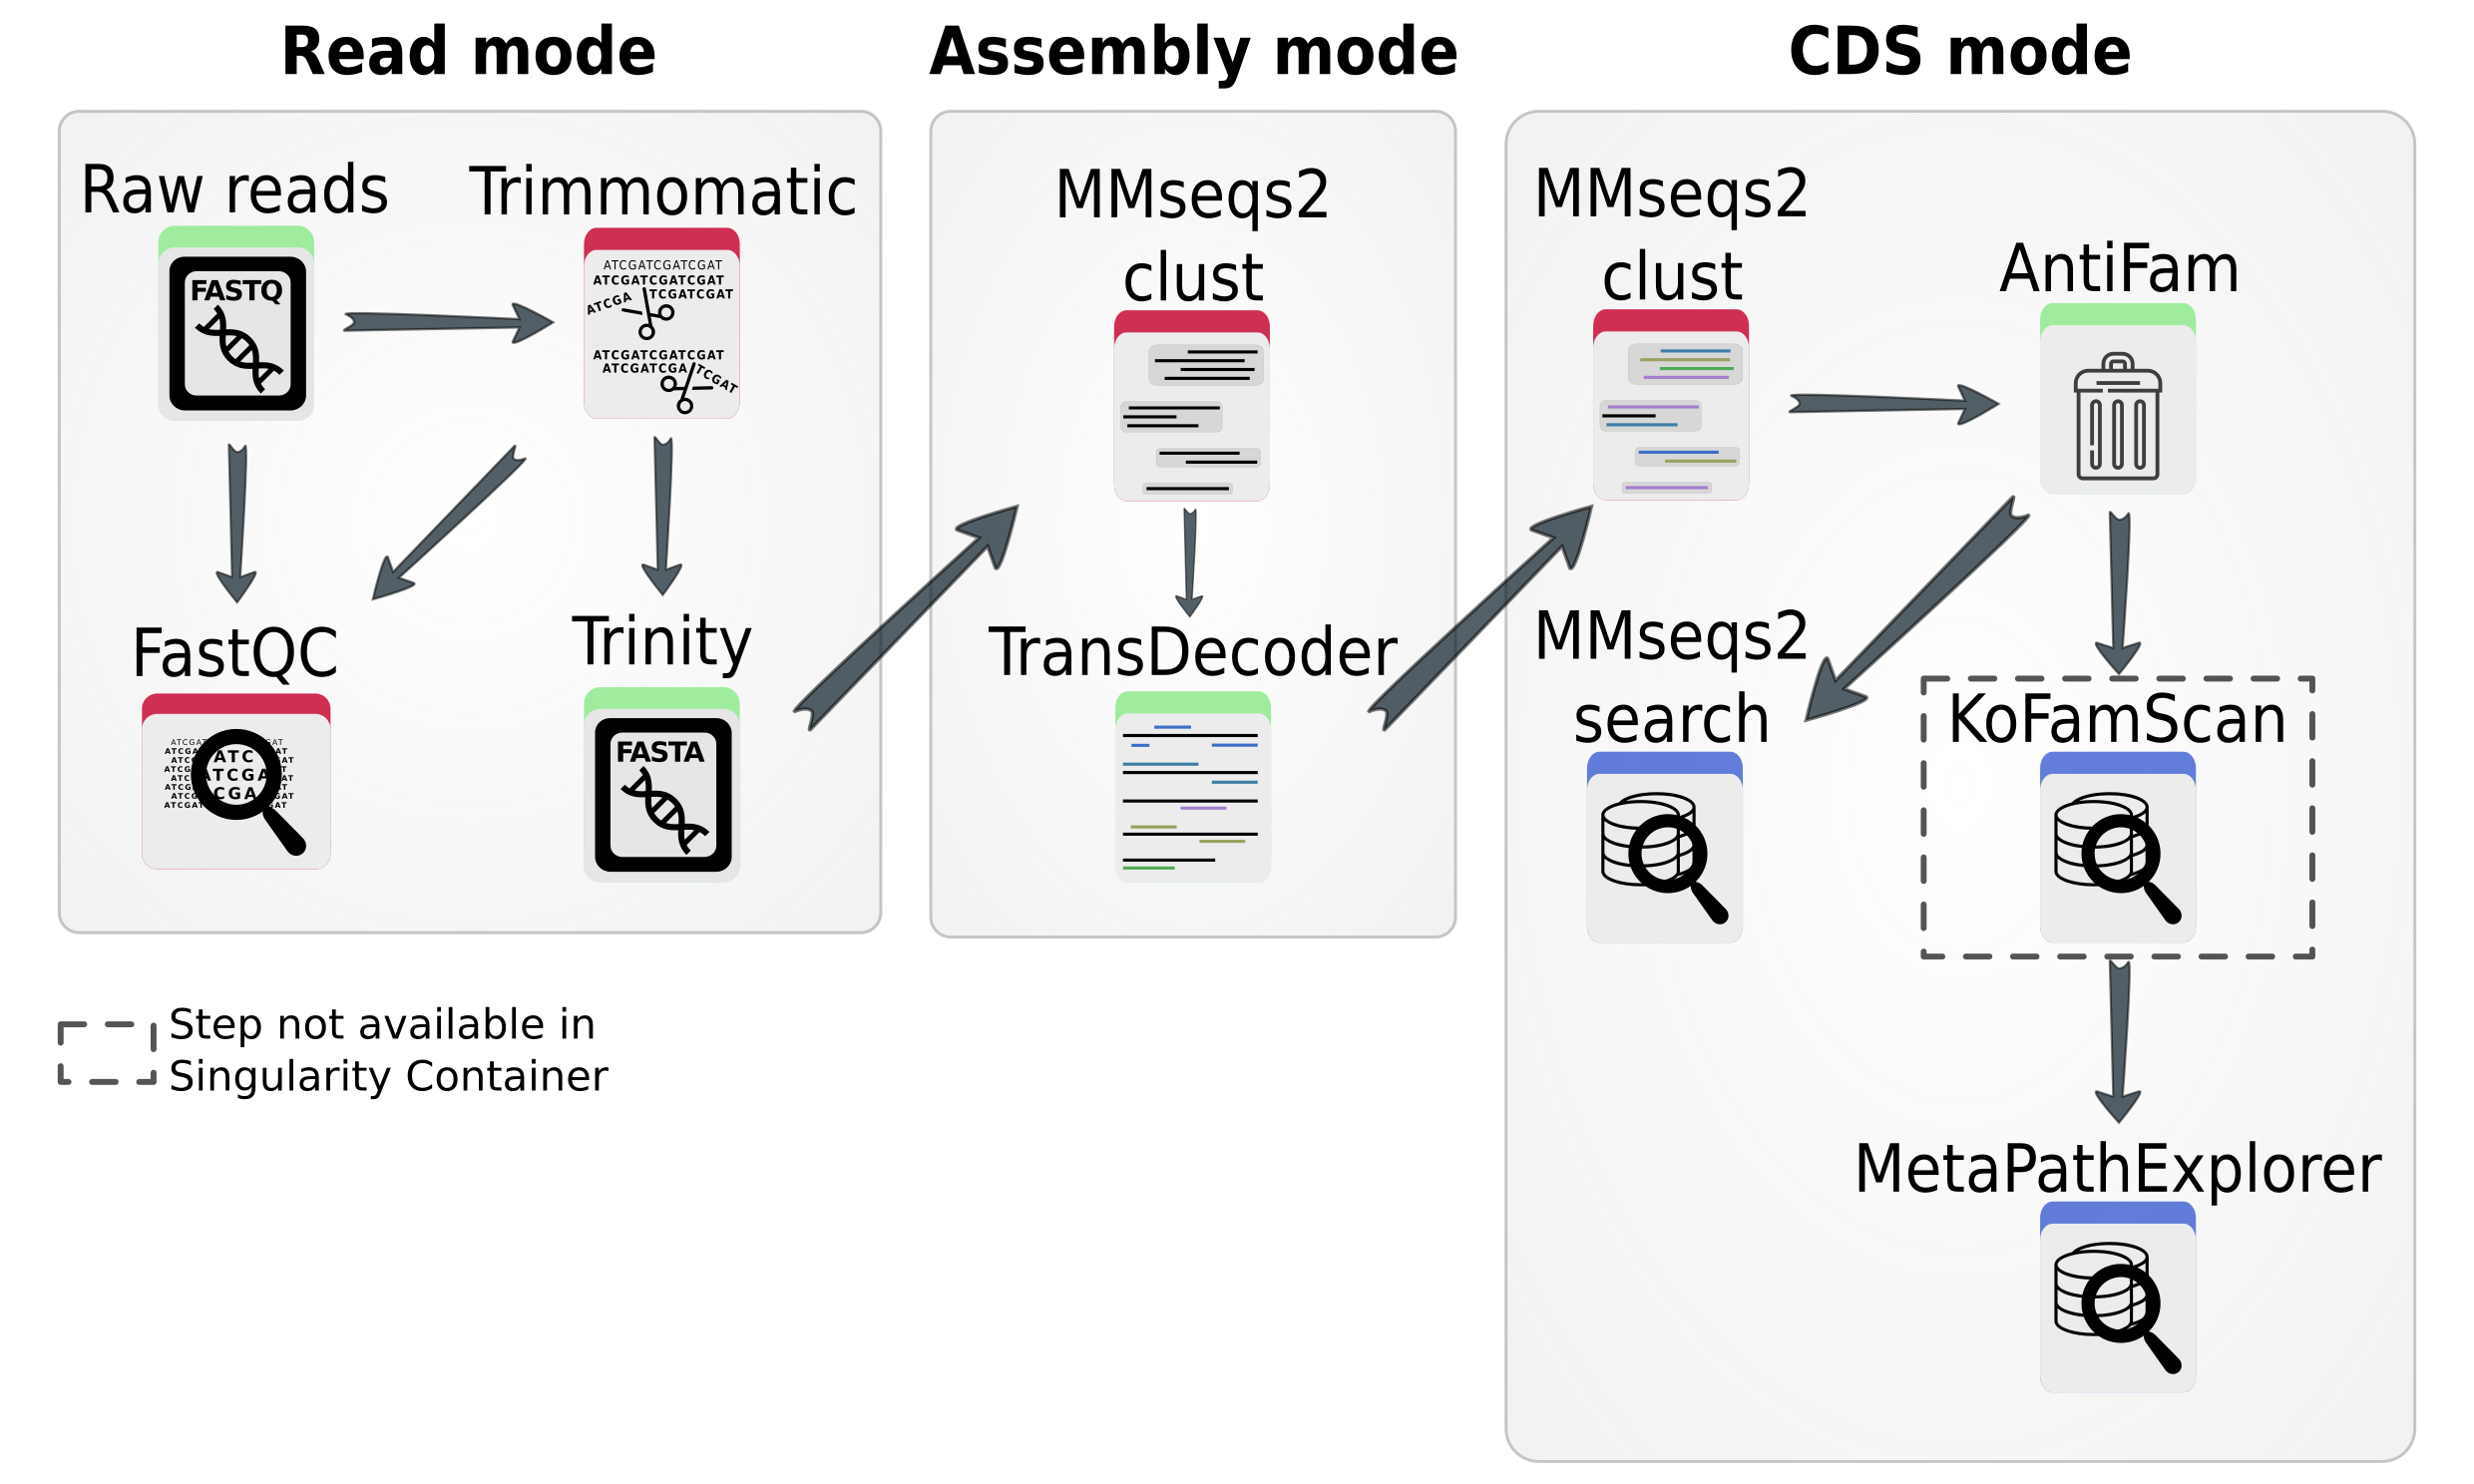 Read mode
Assembly mode
CDS mode
Raw reads
FASTQ
Trimmomatic
ATCGATCGATCGAT
ATCGATCGATCGAT
ATCGA
TCGATCGAT
ATCGATCGATCGAT
ATCGATCGA
TCGAT
FastQC
ATC
ATCGA
CGA
Trinity
FASTA
MMseqs2
clust
TransDecoder
MMseqs2
clust
AntiFam
MMseqs2
search
KoFamScan
MetaPathExplorer
Step not available in
Singularity Container